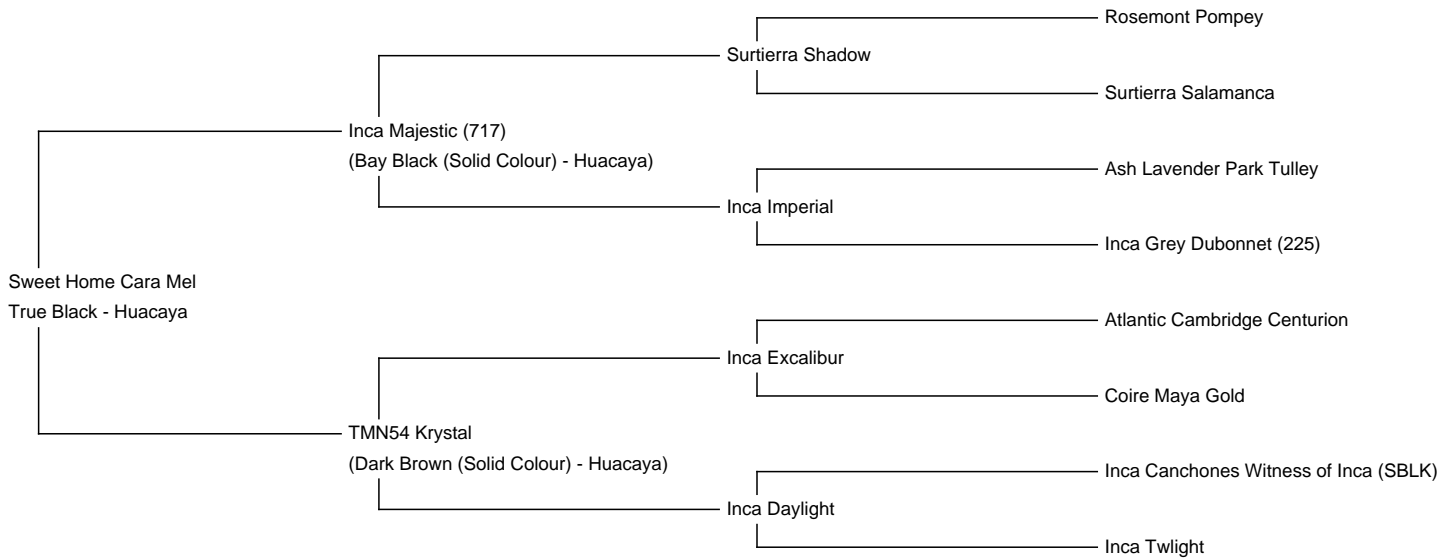 Rosemont Pompey
Surtierra Shadow
Surtierra Salamanca
Inca Majestic (717)
(Bay Black (Solid Colour) - Huacaya)
Ash Lavender Park Tulley
Inca Imperial
Inca Grey Dubonnet (225)
Sweet Home Cara Mel
True Black - Huacaya
Atlantic Cambridge Centurion
Inca Excalibur
Coire Maya Gold
TMN54 Krystal
(Dark Brown (Solid Colour) - Huacaya)
Inca Canchones Witness of Inca (SBLK)
Inca Daylight
Inca Twlight